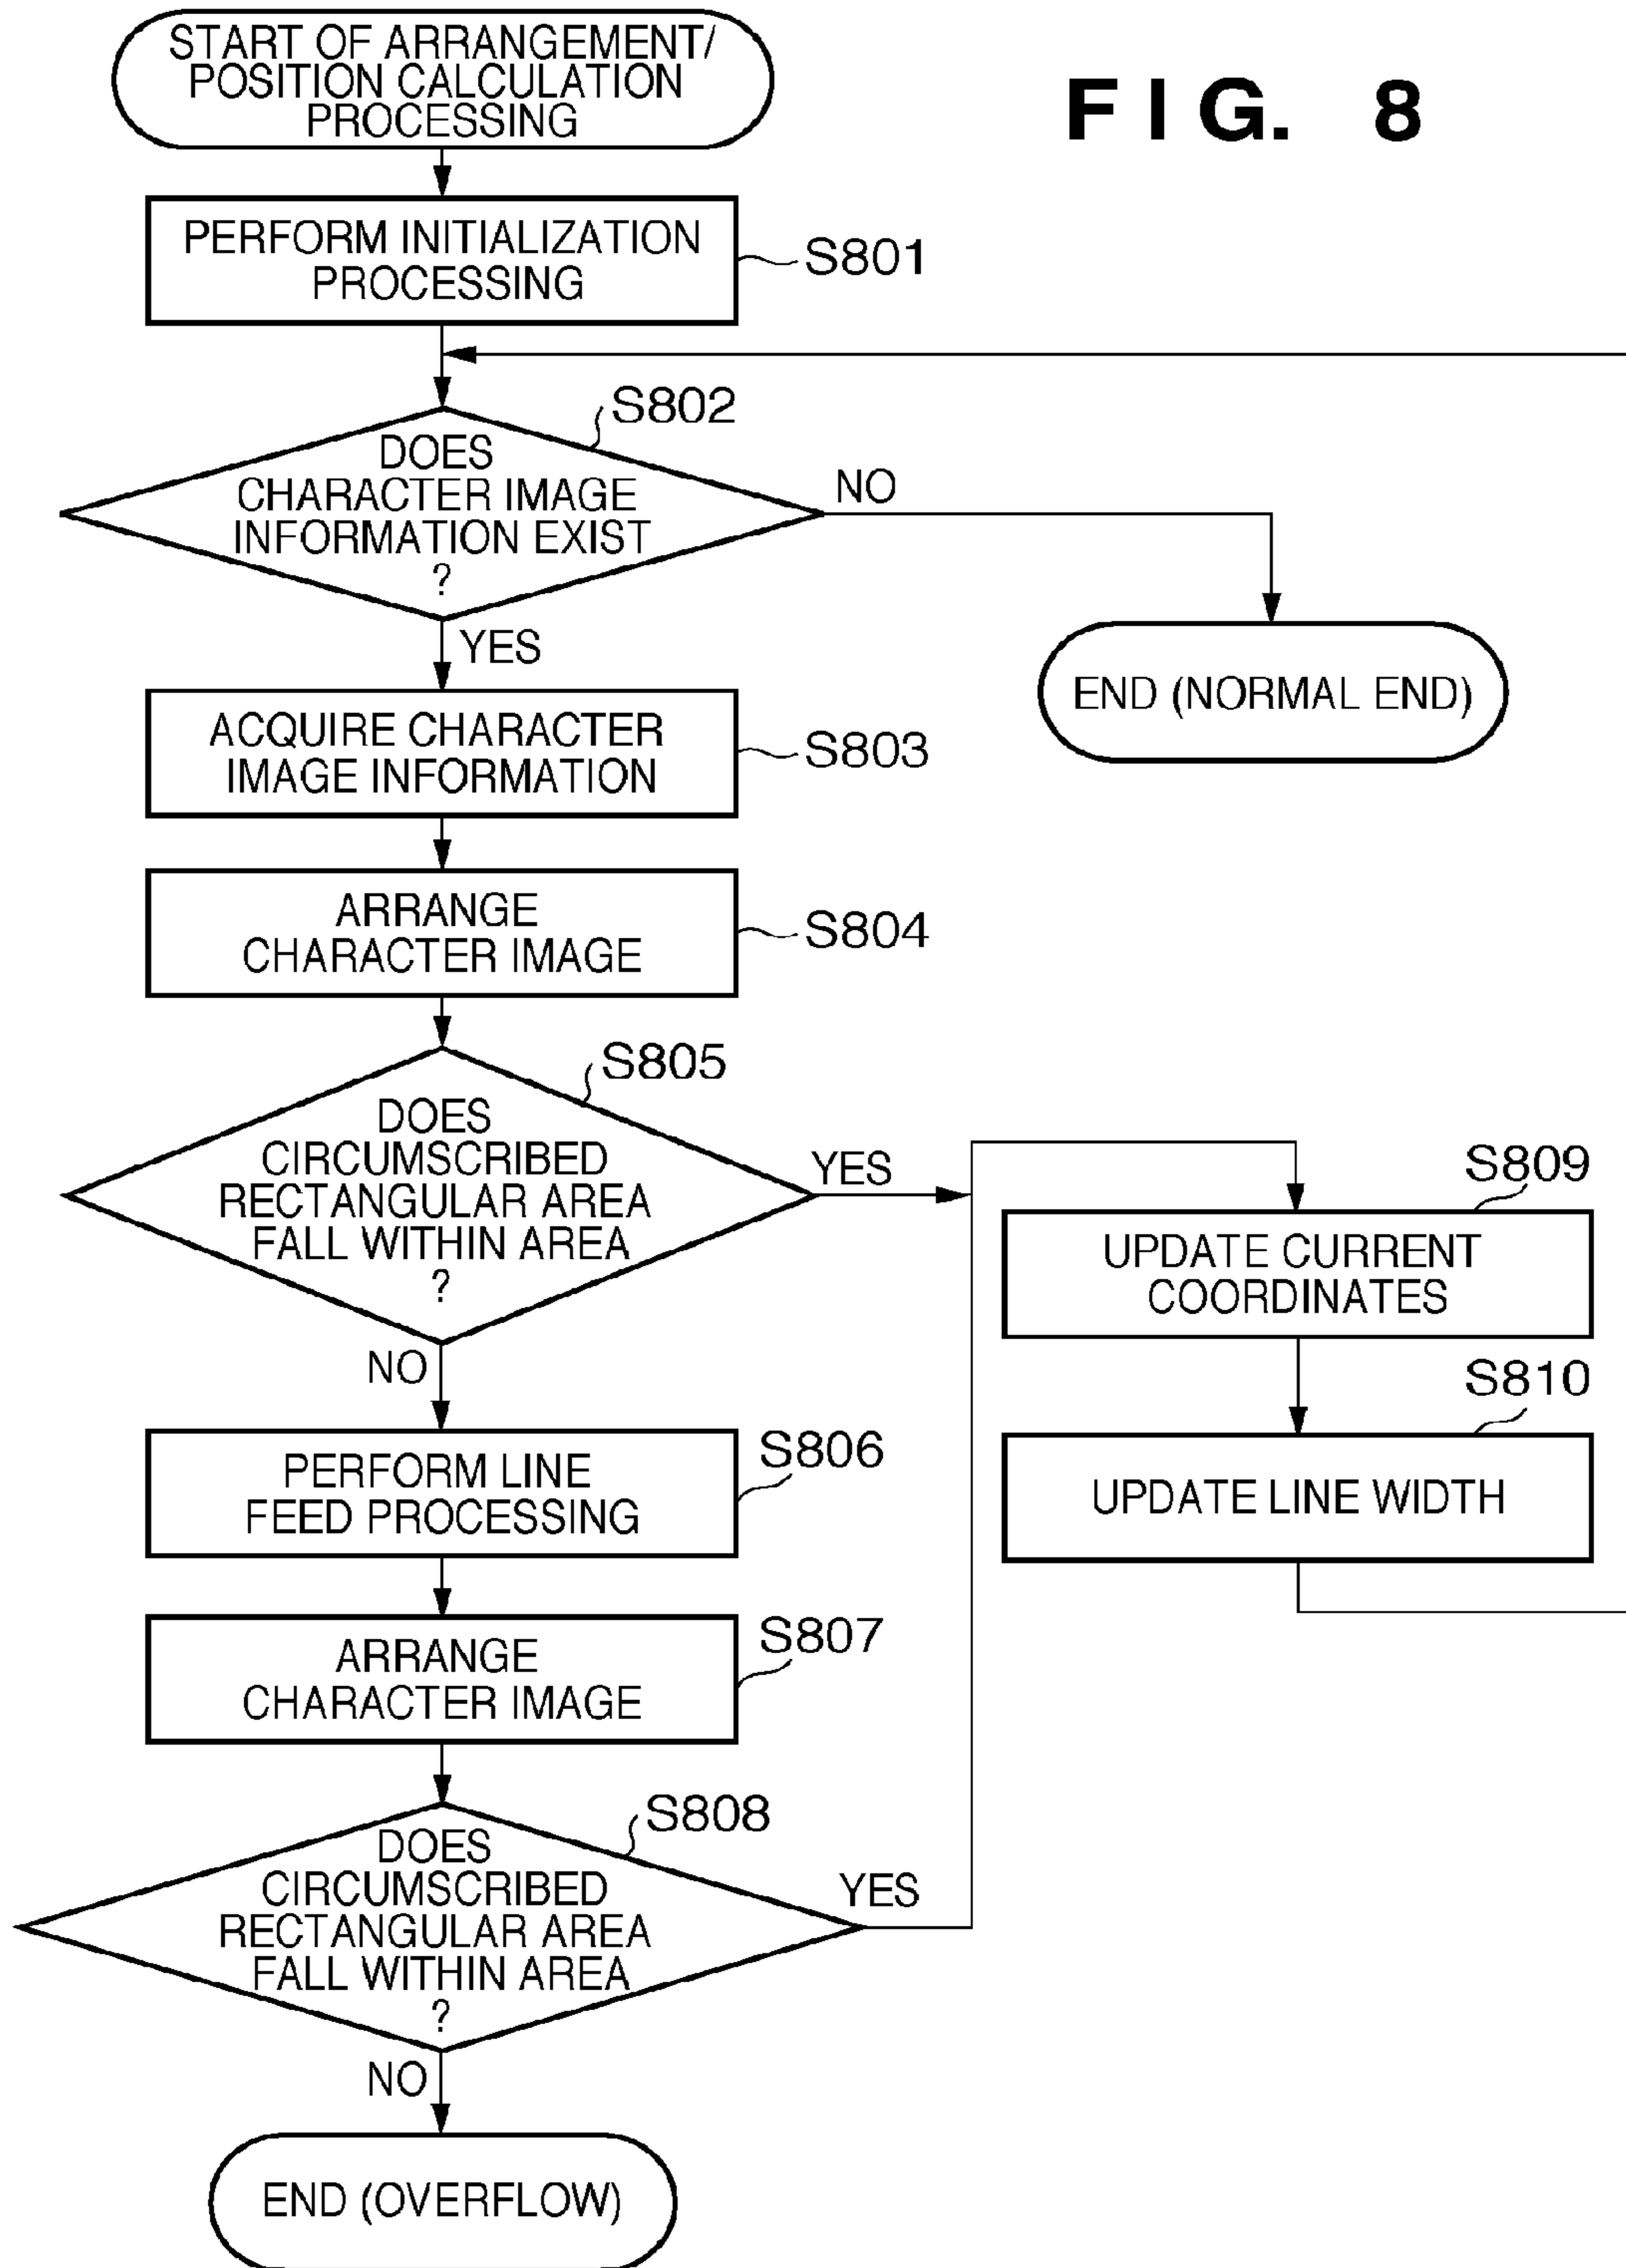 START OF ARRANGEMENT/
POSITION CALCULATION
PROCESSING
FIG. 8
PERFORM INITIALIZATION
PROCESSING
S801
S802
DOES
CHARACTER IMAGE
INFORMATION EXIST
?
NO
YES
END (NORMAL END)
ACQUIRE CHARACTER
IMAGE INFORMATION
S803
ARRANGE
CHARACTER IMAGE
S804
S805
DOES
CIRCUMSCRIBED
RECTANGULAR AREA
FALL WITHIN AREA
?
YES
NO
S809
UPDATE CURRENT
COORDINATES
S810
UPDATE LINE WIDTH
PERFORM LINE
FEED PROCESSING
S806
ARRANGE
CHARACTER IMAGE
S807
S808
DOES
CIRCUMSCRIBED
RECTANGULAR AREA
FALL WITHIN AREA
?
YES
NO
END (OVERFLOW)